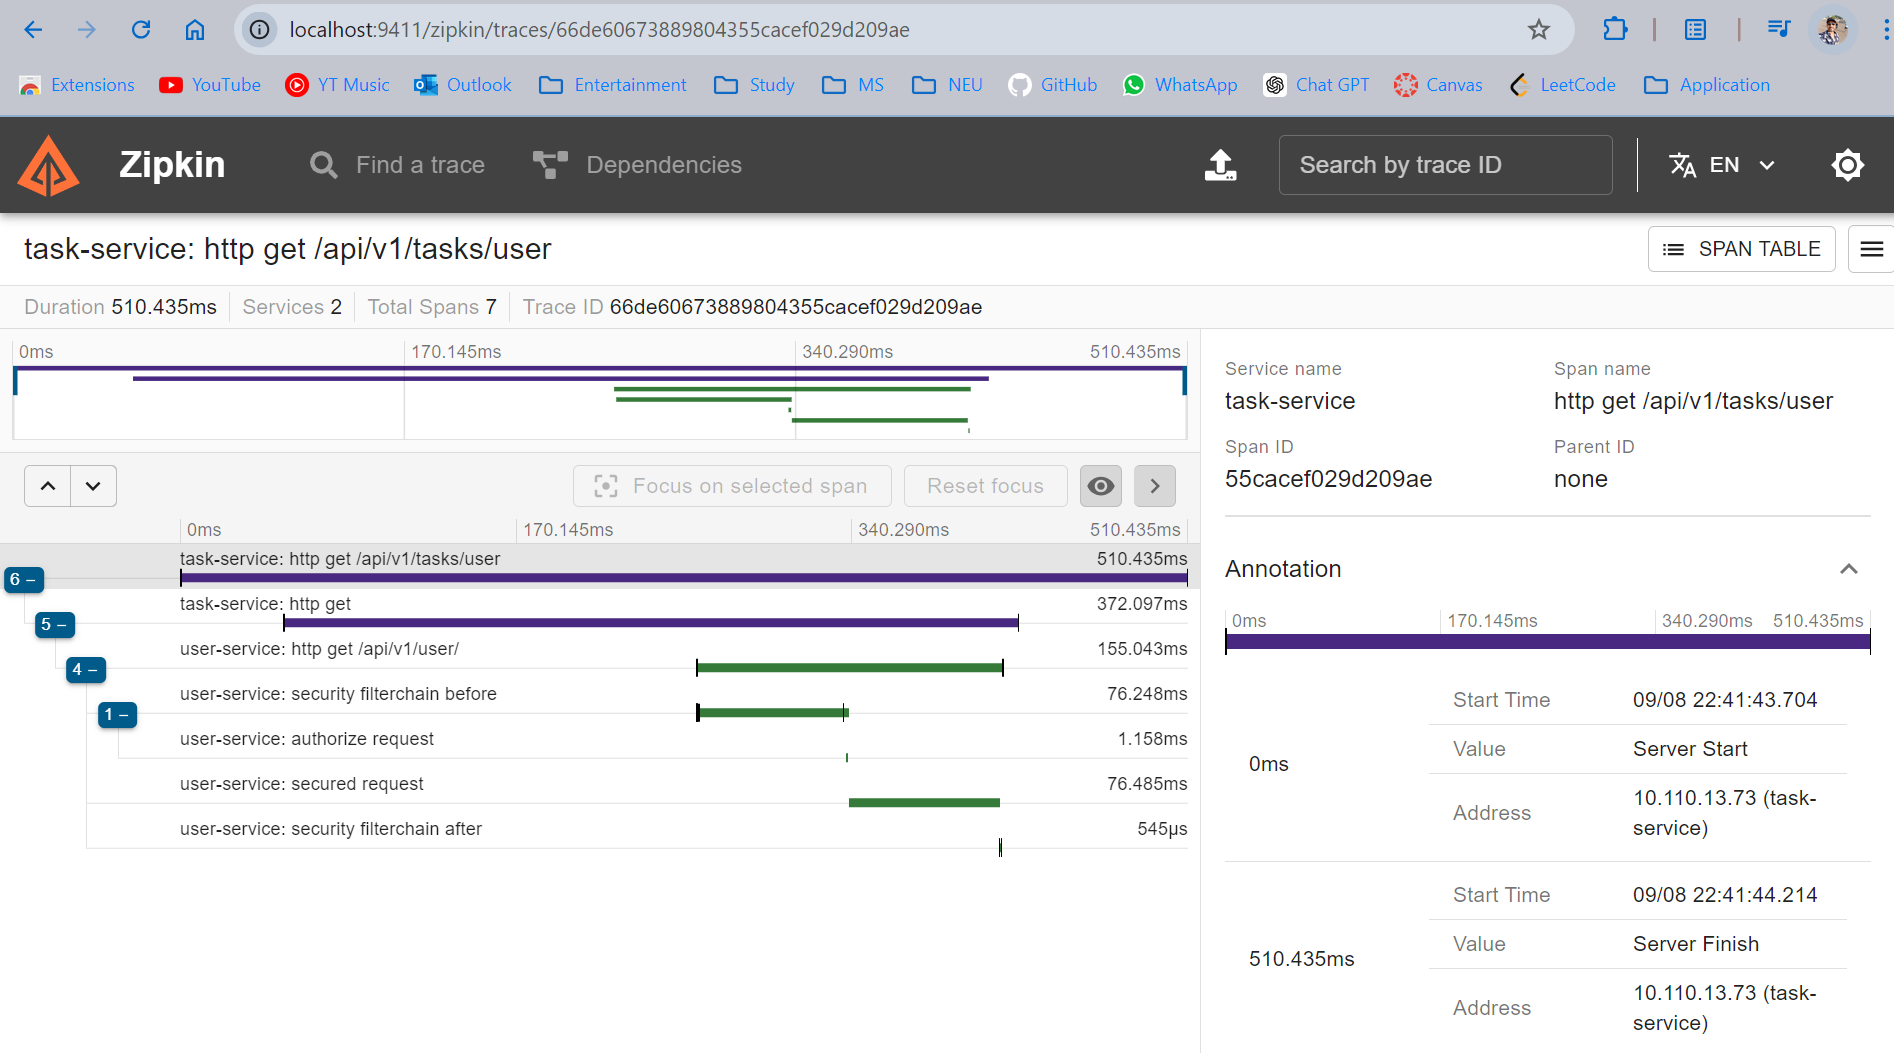 localhost:9411/zipkin/traces/66de60673889804355cacef029d209ae
Extensions YouTube YT Music Outlook Entertainment Study MS NEU GitHub WhatsApp Chat GPT Canvas LeetCode Application
Zipkin Find a trace Dependencies Search by trace ID EN
task-service: http get /api/v1/tasks/user SPAN TABLE
Duration 510.435ms Services 2 Total Spans 7 Trace ID 66de60673889804355cacef029d209ae
0ms 170.145ms 340.290ms 510.435ms
Focus on selected span Reset focus
0ms 170.145ms 340.290ms 510.435ms
task-service: http get /api/v1/tasks/user 510.435ms
6 –
task-service: http get 372.097ms
5 –
user-service: http get /api/v1/user/ 155.043ms
4 –
user-service: security filterchain before 76.248ms
1 –
user-service: authorize request 1.158ms
user-service: secured request 76.485ms
user-service: security filterchain after 545µs
Service name Span name
task-service http get /api/v1/tasks/user
Span ID Parent ID
55cacef029d209ae none
Annotation
0ms 170.145ms 340.290ms 510.435ms
Start Time 09/08 22:41:43.704
Value Server Start
0ms
Address 10.110.13.73 (task-
service)
Start Time 09/08 22:41:44.214
Value Server Finish
510.435ms
Address 10.110.13.73 (task-
service)